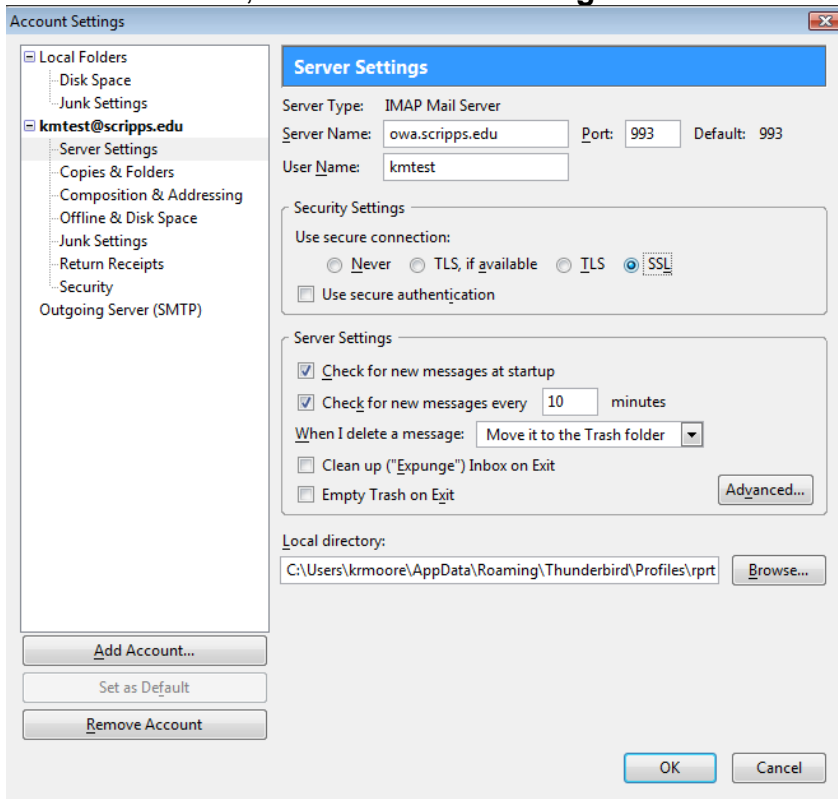 Account Settings
Local Folders
Disk Space
Junk Settings
kmtest@scripps.edu
Server Settings
Copies & Folders
Composition & Addressing
Offline & Disk Space
Junk Settings
Return Receipts
Security
Outgoing Server (SMTP)
Add Account...
Set as Default
Remove Account
Server Settings
Server Type: IMAP Mail Server
Server Name: owa.scripps.edu Port: 993 Default: 993
User Name: kmtest
Security Settings
Use secure connection:
Never TLS, if available TLS SSL
Use secure authentication
Server Settings
Check for new messages at startup
Check for new messages every 10 minutes
When I delete a message: Move it to the Trash folder
Clean up ("Expunge") Inbox on Exit
Empty Trash on Exit
Advanced...
Local directory:
C:\Users\krmoore\AppData\Roaming\Thunderbird\Profiles\rprt Browse...
OK Cancel